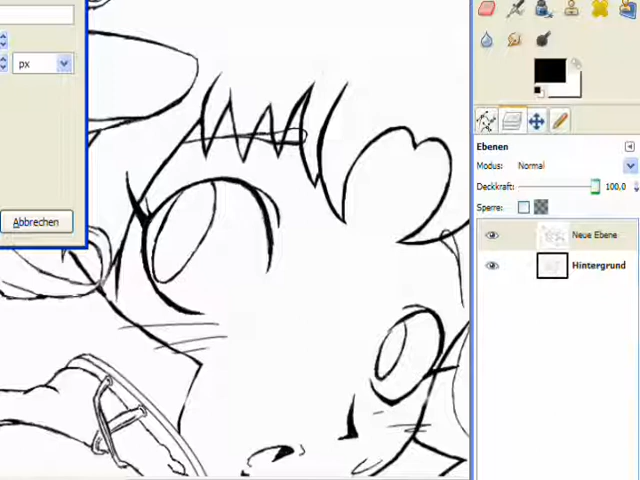 px
Abbrechen
Ebenen
Modus: Normal
Deckkraft: 100,0
Sperre:
Neue Ebene
Hintergrund